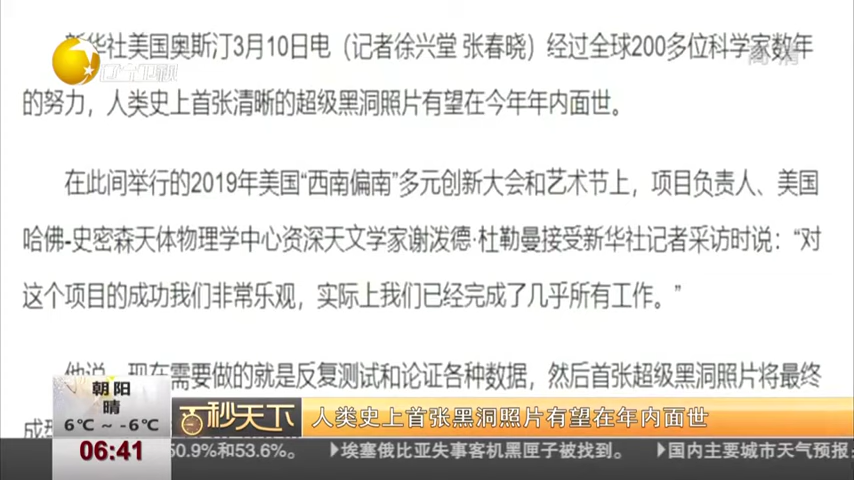 新华社美国奥斯汀3月10日电（记者徐兴堂 张春晓）经过全球200多位科学家数年
的努力，人类史上首张清晰的超级黑洞照片有望在今年年内面世。
在此间举行的2019年美国“西南偏南”多元创新大会和艺术节上，项目负责人、美国
哈佛-史密森天体物理学中心资深天文学家谢泼德·杜勒曼接受新华社记者采访时说：“对
这个项目的成功我们非常乐观，实际上我们已经完成了几乎所有工作。”
他说，现在需要做的就是反复测试和论证各种数据，然后首张超级黑洞照片将最终
辽宁卫视
高清
朝阳
晴
6℃ ~ -6℃
06:41
百秒天下
人类史上首张黑洞照片有望在年内面世
50.9%和53.6%。 ▶埃塞俄比亚失事客机黑匣子被找到。 ▶国内主要城市天气预报